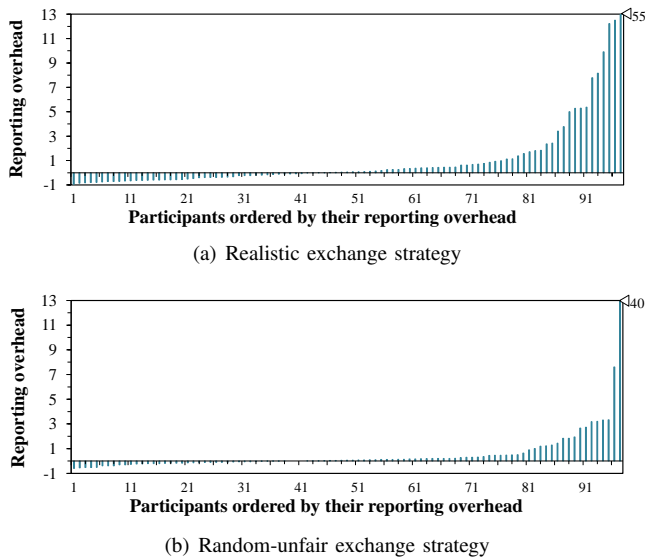 13
55
11
9
7
5
3
1
-1
Reporting overhead
1 11 21 31 41 51 61 71 81 91
Participants ordered by their reporting overhead
(a) Realistic exchange strategy
13
40
11
9
7
5
3
1
-1
Reporting overhead
1 11 21 31 41 51 61 71 81 91
Participants ordered by their reporting overhead
(b) Random-unfair exchange strategy